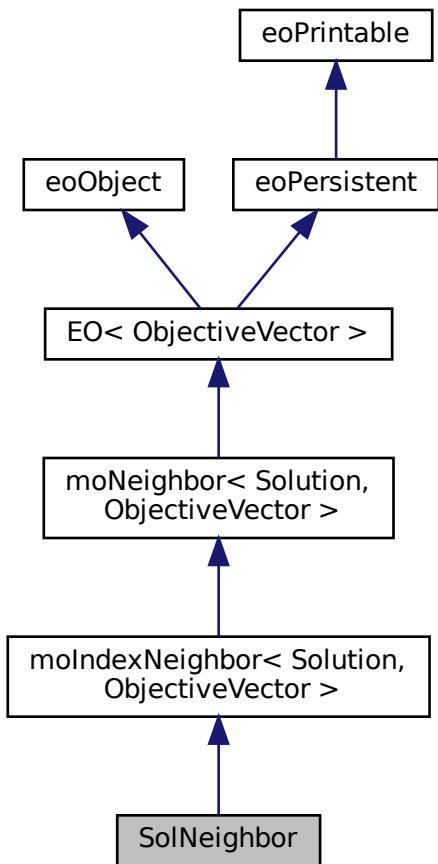 eoPrintable
eoObject
eoPersistent
EO< ObjectiveVector >
moNeighbor< Solution,
ObjectiveVector >
moIndexNeighbor< Solution,
ObjectiveVector >
SolNeighbor